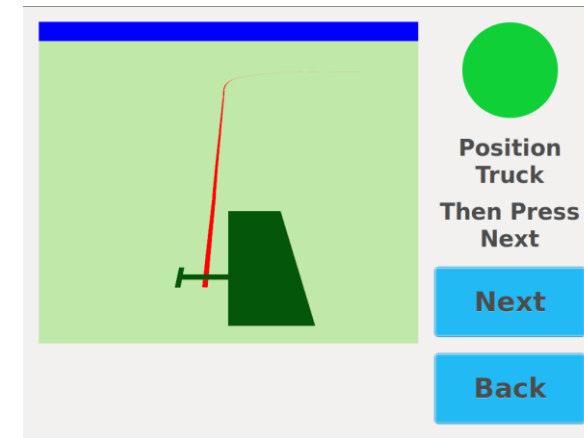 Position
Truck
Then Press
Next
Next
Back